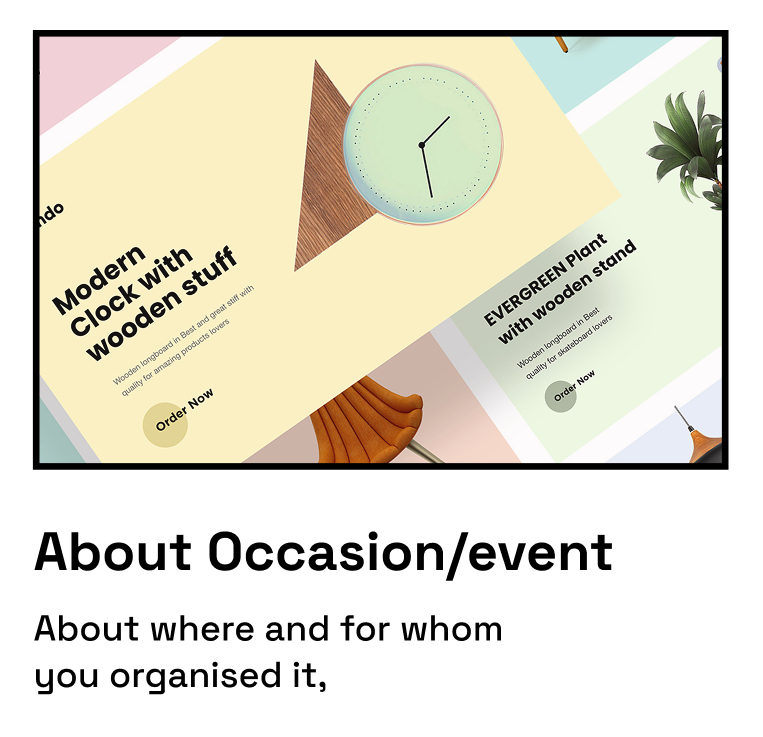 ndo
Modern
Clock with
wooden stuff
Wooden longboard in Best and great stiff with
quality for amazing products lovers
Order Now
EVERGREEN Plant
with wooden stand
Wooden longboard in Best
quality for skateboard lovers
Order Now
About Occasion/event
About where and for whom
you organised it,